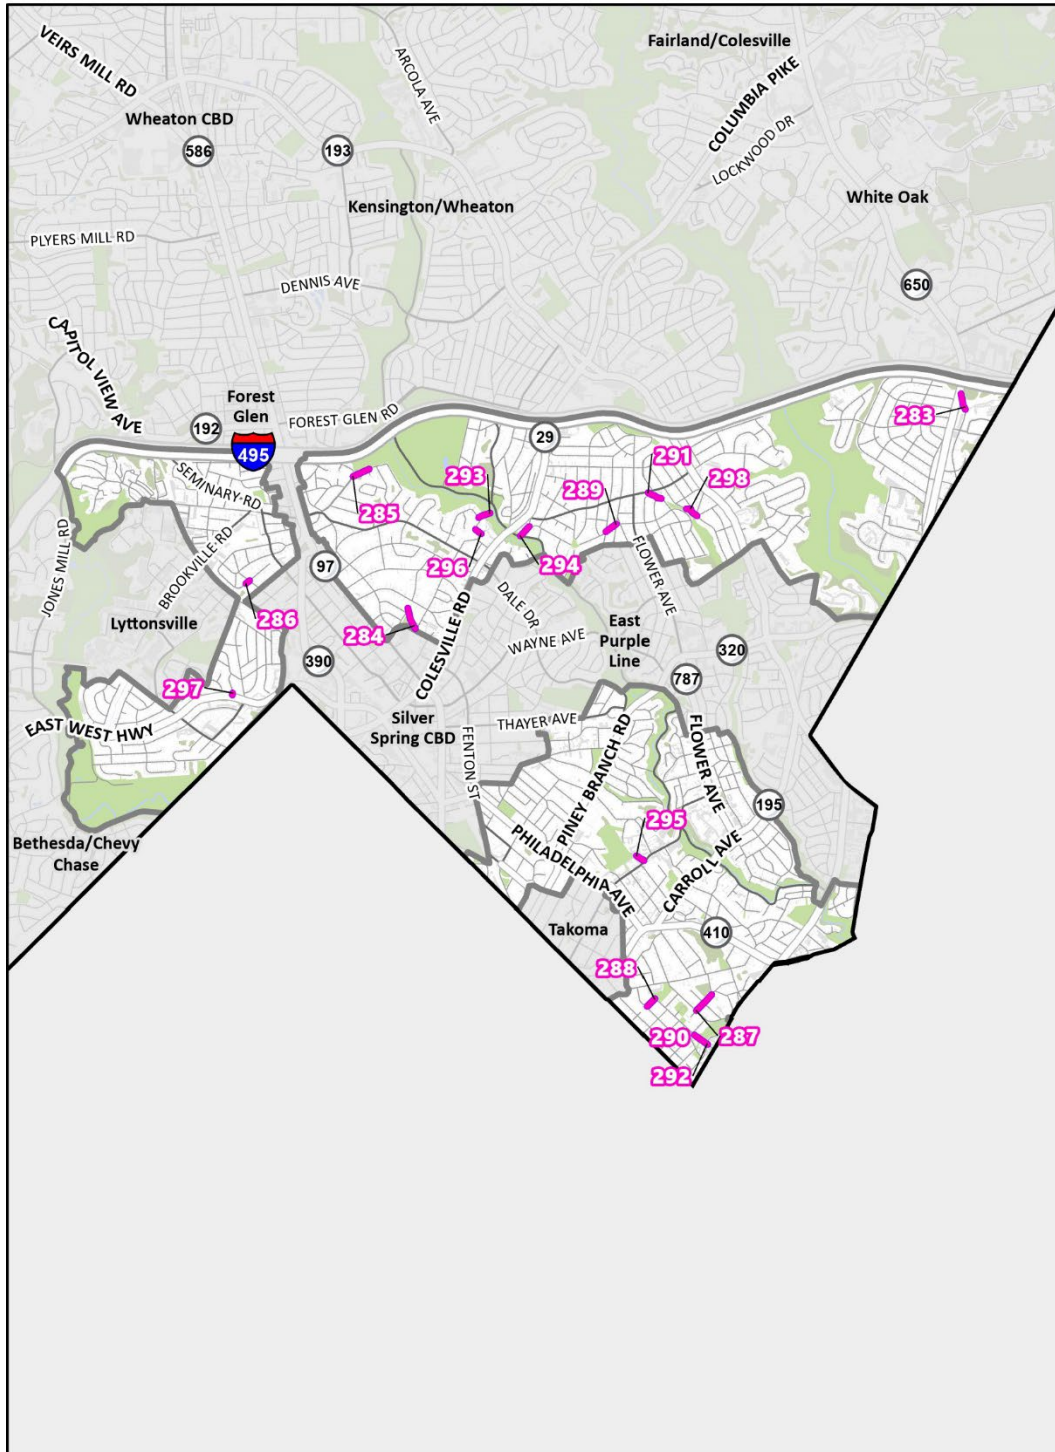 Fairland/Colesville
VEIRS MILL RD
ARCOLA AVE
COLUMBIA PIKE
Wheaton CBD
586
193
LOCKWOOD DR
Kensington/Wheaton
White Oak
PLYERS MILL RD
DENNIS AVE
650
CAPITOL VIEW AVE
Forest
Glen
FOREST GLEN RD
192
495
29
283
SEMINARY RD
293
291
289
298
285
JONES MILL RD
BROOKVILLE RD
97
296
294
FLOWER AVE
DALE DR
286
Lyttonsville
284
COLESVILLE RD
WAYNE AVE
East
Purple
Line
320
390
297
787
EAST WEST HWY
Silver
Spring CBD
THAYER AVE
FENTON ST
PINEY BRANCH RD
FLOWER AVE
195
295
Bethesda/Chevy
Chase
PHILADELPHIA AVE
CARROLL AVE
Takoma
410
288
290
287
292